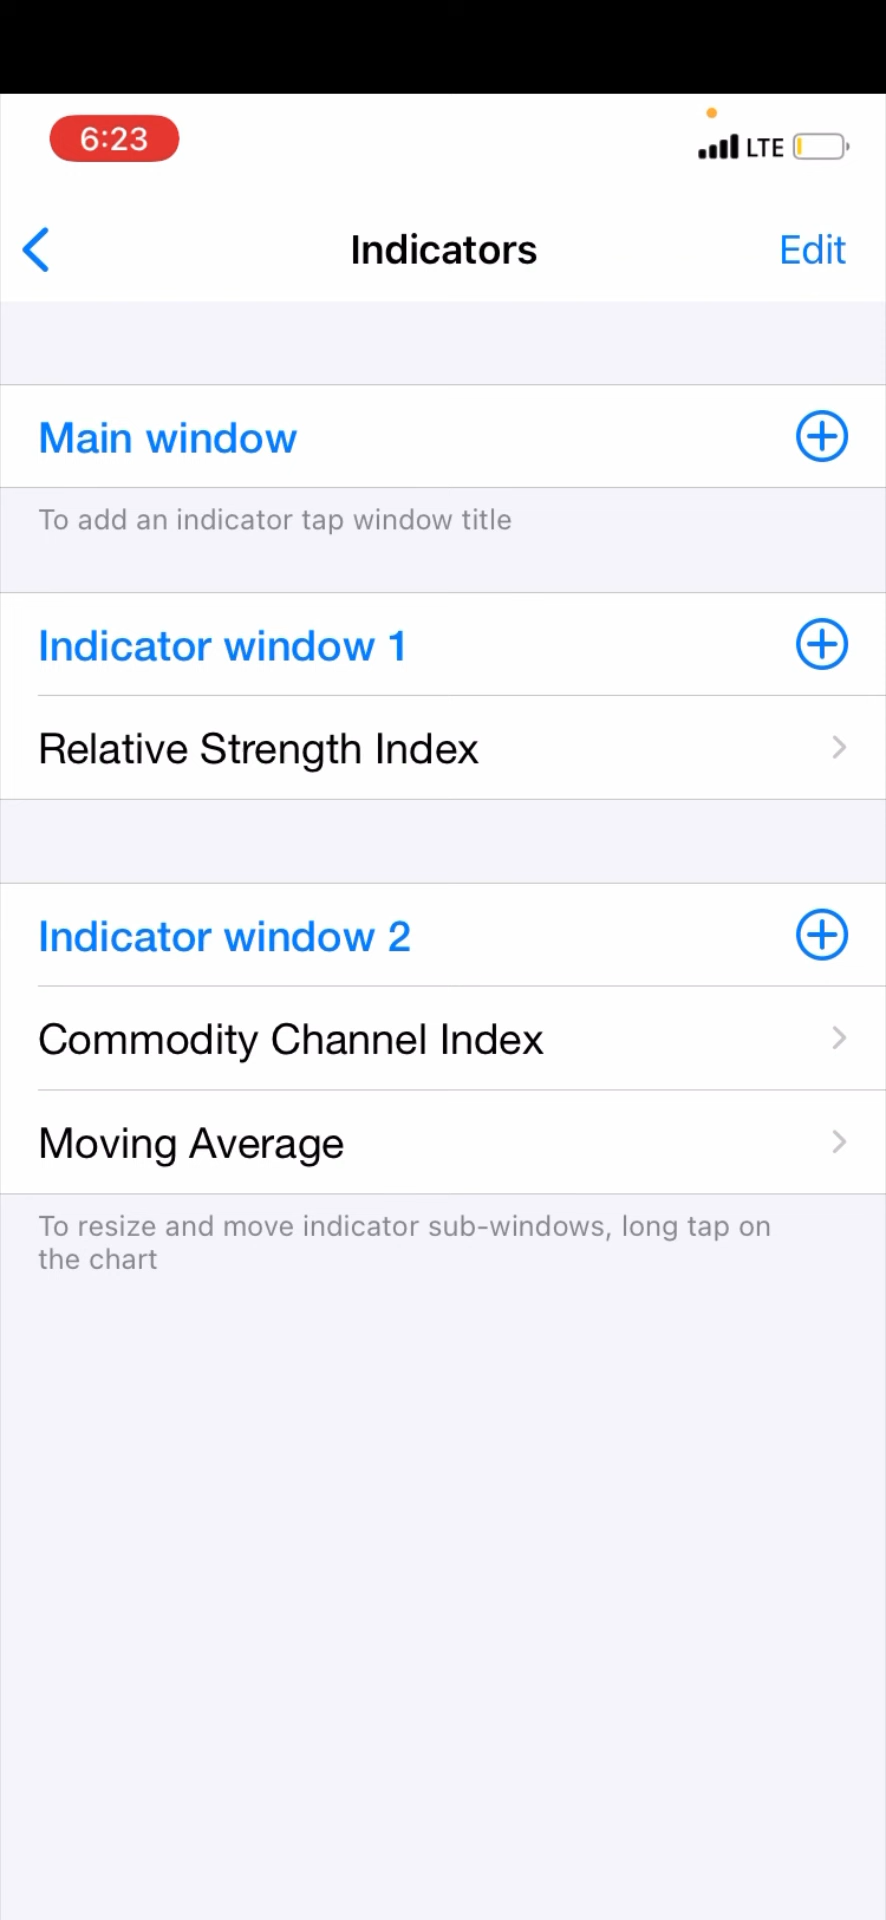 6:23
LTE
Indicators
Edit
Main window
To add an indicator tap window title
Indicator window 1
Relative Strength Index
Indicator window 2
Commodity Channel Index
Moving Average
To resize and move indicator sub-windows, long tap on
the chart